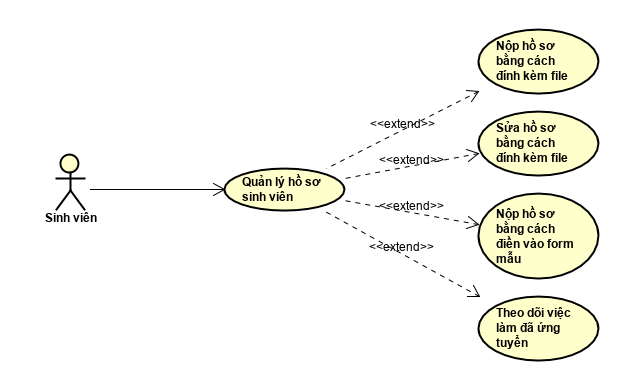 Nộp hồ sơ
bằng cách
đính kèm file
<<extend>>
Sửa hồ sơ
bằng cách
đính kèm file
<<extend>>
Sinh viên
Quản lý hồ sơ
sinh viên
<<extend>>
Nộp hồ sơ
bằng cách
điền vào form
mẫu
<<extend>>
Theo dõi việc
làm đã ứng
tuyển